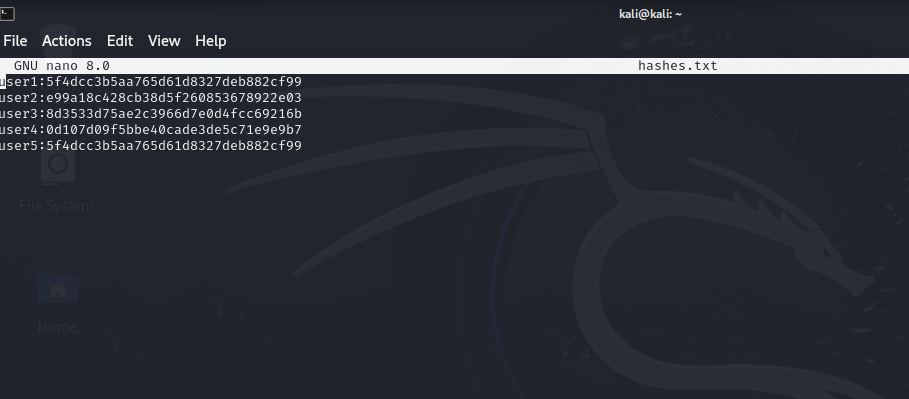 kali@kali: ~
File Actions Edit View Help
GNU nano 8.0 hashes.txt
user1:5f4dcc3b5aa765d61d8327deb882cf99
user2:e99a18c428cb38d5f260853678922e03
user3:8d3533d75ae2c3966d7e0d4fcc69216b
user4:0d107d09f5bbe40cade3de5c71e9e9b7
user5:5f4dcc3b5aa765d61d8327deb882cf99
File System
Home